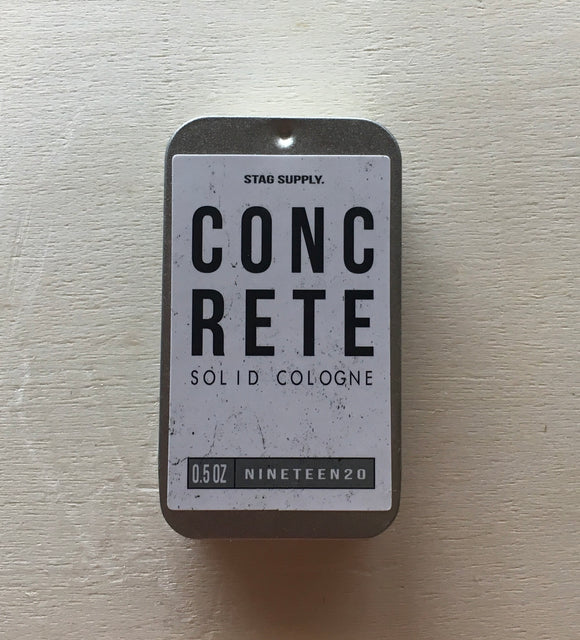 STAG SUPPLY.
CONC
RETE
SOLID COLOGNE
0.5 OZ NINETEEN20